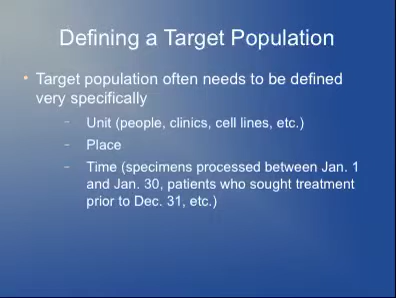 Defining a Target Population
• Target population often needs to be defined
very specifically
– Unit (people, clinics, cell lines, etc.)
– Place
– Time (specimens processed between Jan. 1
and Jan. 30, patients who sought treatment
prior to Dec. 31, etc.)